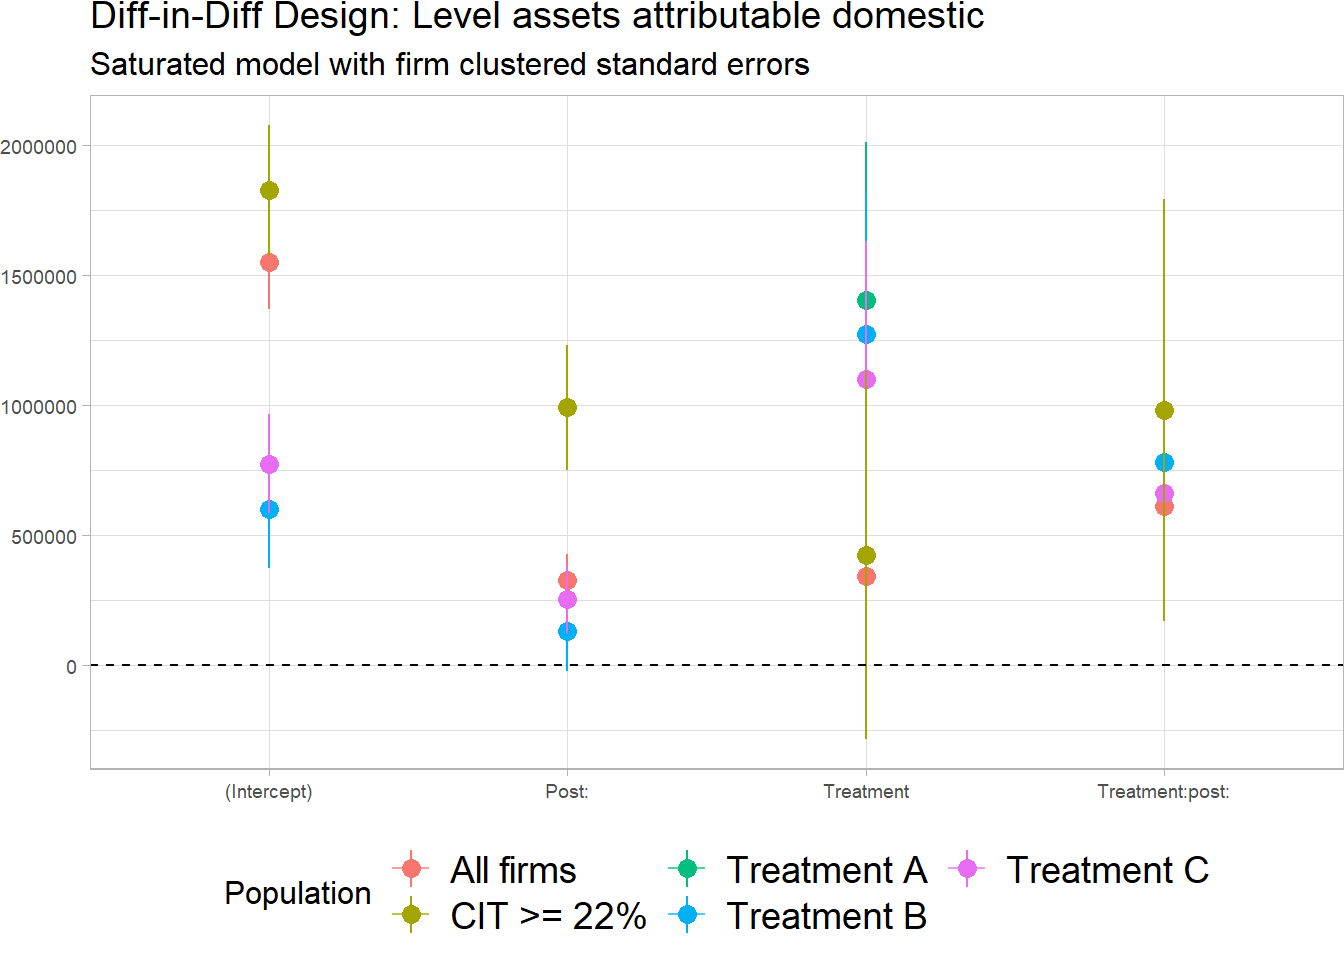 Diff-in-Diff Design: Level assets attributable domestic
Saturated model with firm clustered standard errors
2000000
1500000
1000000
500000
0
(Intercept) Post: Treatment Treatment:post:
Population
All firms Treatment A Treatment C
CIT >= 22% Treatment B